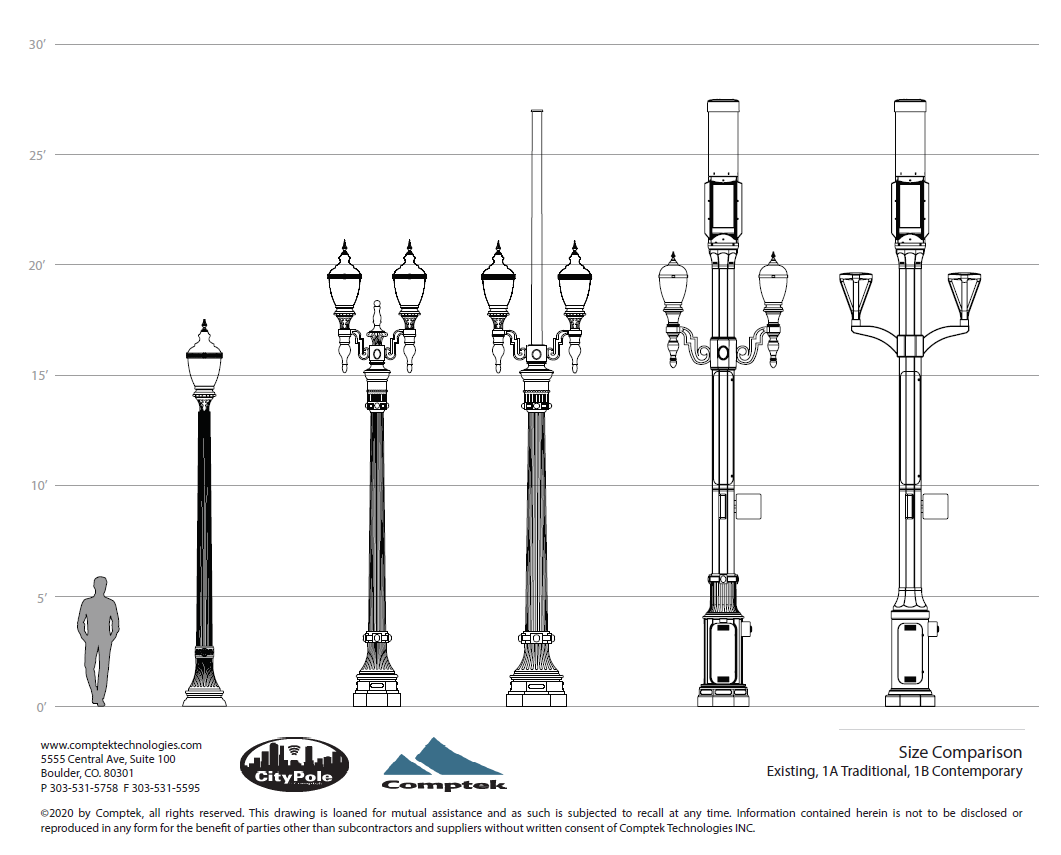 30’
25’
20’
15’
10’
5’
0’
www.comptektechnologies.com
5555 Central Ave, Suite 100
Boulder, CO. 80301
P 303-531-5758 F 303-531-5595
CityPole
Comptek
Size Comparison
Existing, 1A Traditional, 1B Contemporary
©2020 by Comptek, all rights reserved. This drawing is loaned for mutual assistance and as such is subjected to recall at any time. Information contained herein is not to be disclosed or
reproduced in any form for the benefit of parties other than subcontractors and suppliers without written consent of Comptek Technologies INC.